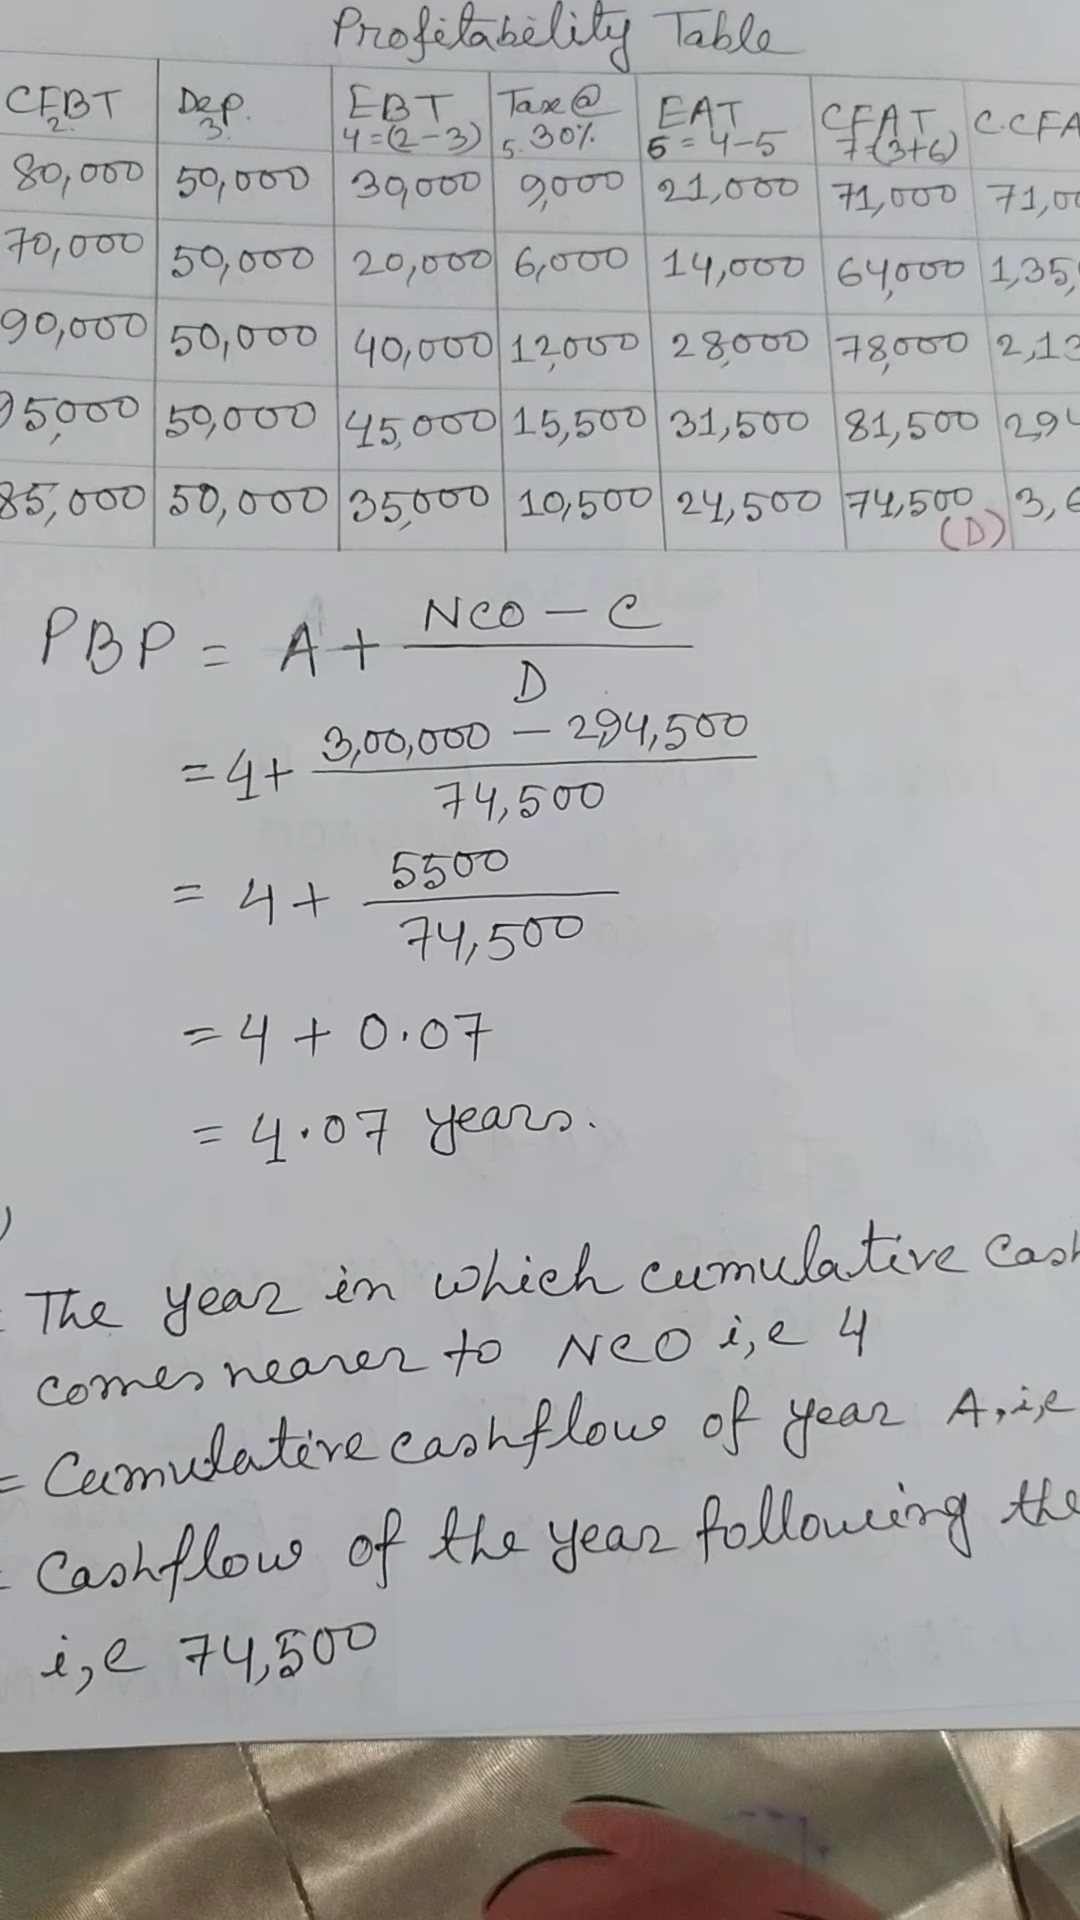 Profitability Table
CFBT Dep. EBT Tax@ EAT CFAT C.CFA
2. 3. 4=(2-3) 5. 30% 6 = 4-5 7=(3+6)
80,000 50,000 30,000 9,000 21,000 71,000 71,00
70,000 50,000 20,000 6,000 14,000 64,000 1,35,
90,000 50,000 40,000 12,000 28,000 78,000 2,13
95,000 50,000 45,000 15,500 31,500 81,500 2,94
85,000 50,000 35,000 10,500 24,500 74,500 3,6
(D)
PBP = A + NCO - C
D
= 4 + 3,00,000 - 294,500
74,500
= 4 + 5500
74,500
= 4 + 0.07
= 4.07 years.
)
The year in which cumulative cash
comes nearer to NCO i,e 4
= Cumulative cashflow of year A, i,e
Cashflow of the year following the
i,e 74,500